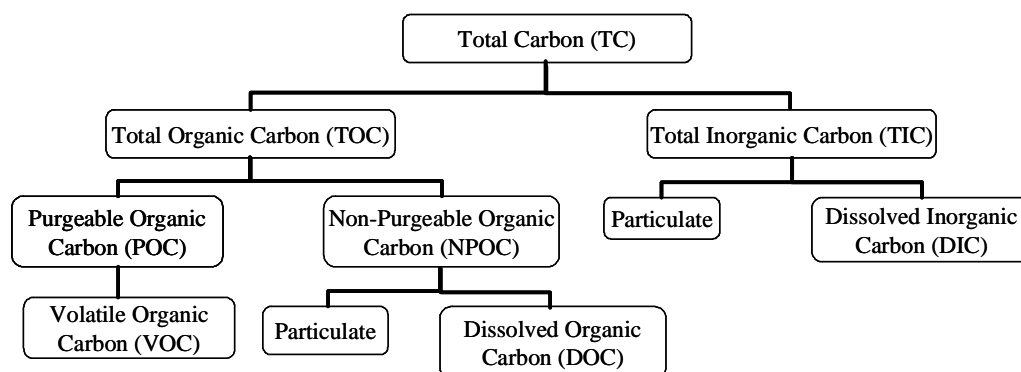 Total Carbon (TC)
Total Organic Carbon (TOC)
Total Inorganic Carbon (TIC)
Purgeable Organic
Carbon (POC)
Non-Purgeable Organic
Carbon (NPOC)
Particulate
Dissolved Inorganic
Carbon (DIC)
Volatile Organic
Carbon (VOC)
Particulate
Dissolved Organic
Carbon (DOC)